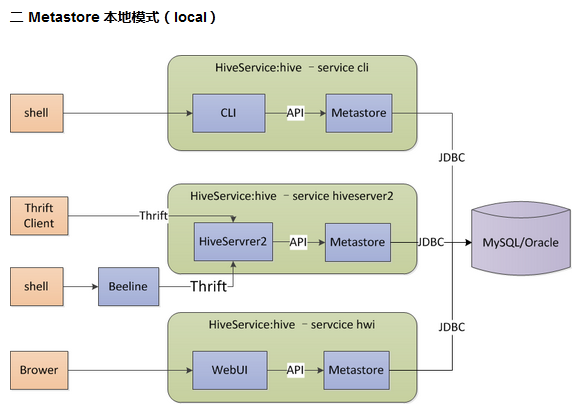 二 Metastore 本地模式（local）
HiveService:hive – service cli
shell
CLI
API
Metastore
JDBC
HiveService:hive – service hiveserver2
Thrift
Client
Thrift
HiveServrer2
API
Metastore
JDBC
MySQL/Oracle
shell
Beeline
Thrift
HiveService:hive – servcice hwi
JDBC
Brower
WebUI
API
Metastore